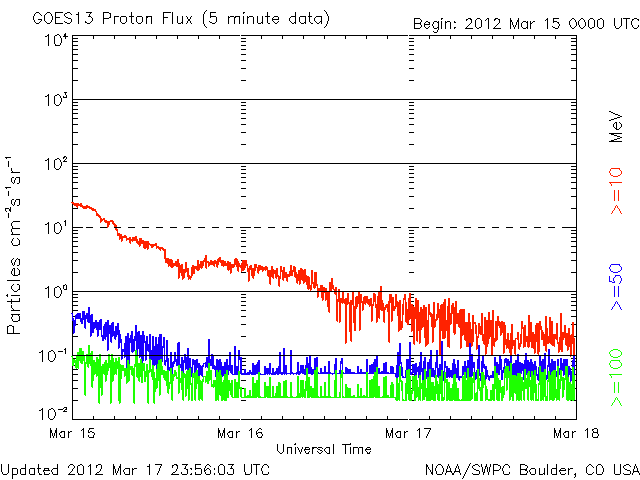 GOES13 Proton Flux (5 minute data)
Begin: 2012 Mar 15 0000 UTC
10⁴
10³
10²
10¹
10⁰
10⁻¹
10⁻²
Particles cm⁻²s⁻¹sr⁻¹
Mar 15
Mar 16
Mar 17
Mar 18
Universal Time
>=10
>=50
>=100
MeV
Updated 2012 Mar 17 23:56:03 UTC
NOAA/SWPC Boulder, CO USA